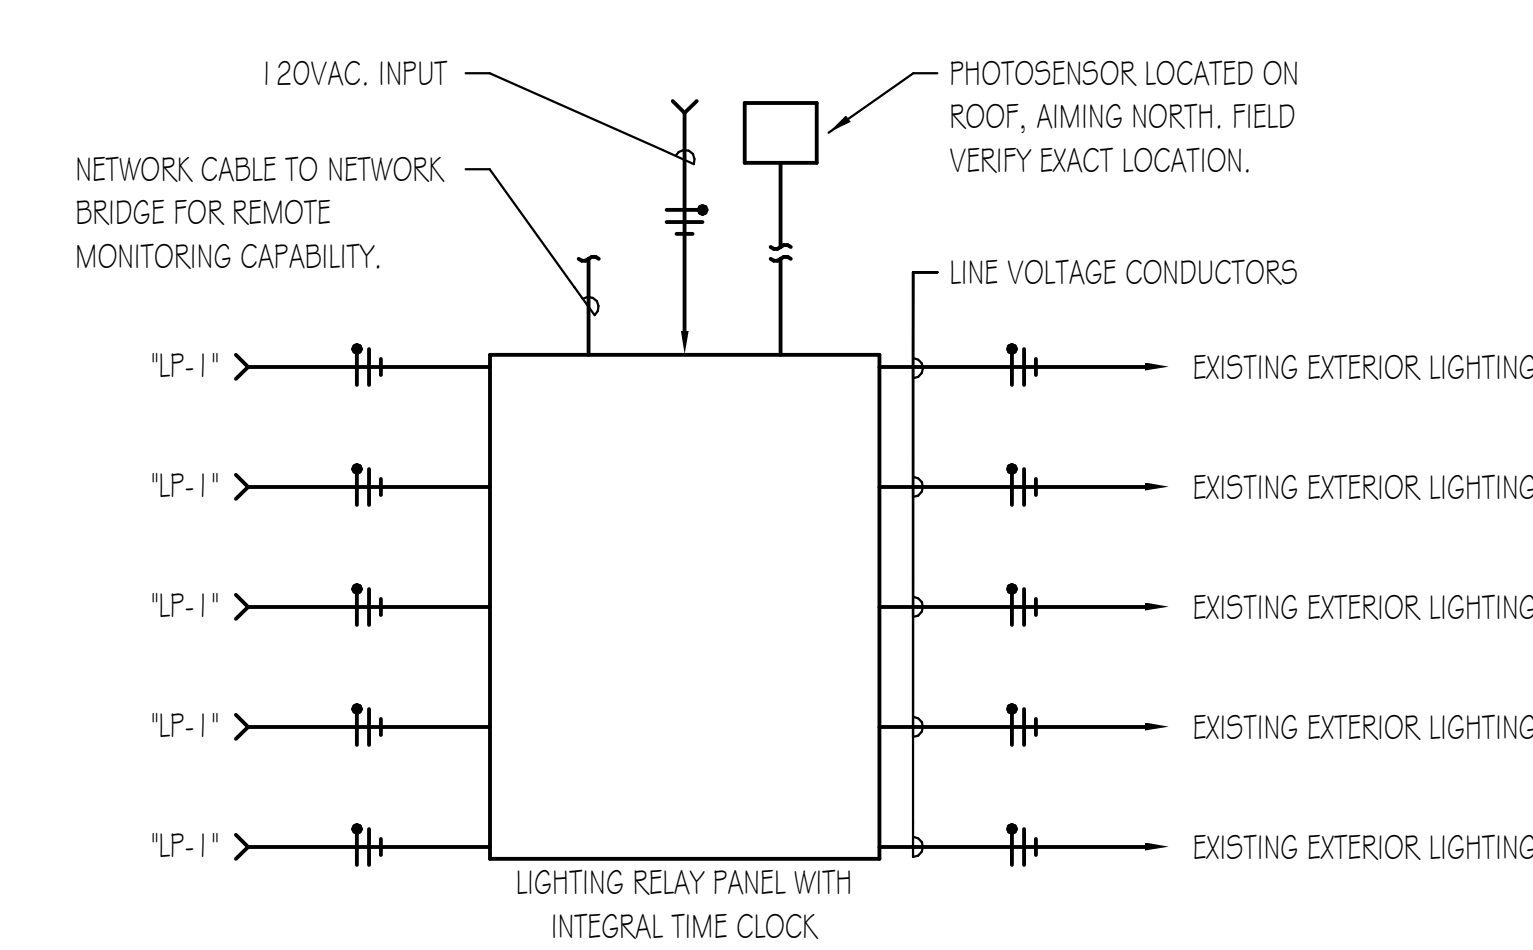 120VAC. INPUT
PHOTOSENSOR LOCATED ON
ROOF, AIMING NORTH. FIELD
VERIFY EXACT LOCATION.
NETWORK CABLE TO NETWORK
BRIDGE FOR REMOTE
MONITORING CAPABILITY.
LINE VOLTAGE CONDUCTORS
"LP-1"
EXISTING EXTERIOR LIGHTING
"LP-1"
EXISTING EXTERIOR LIGHTING
"LP-1"
EXISTING EXTERIOR LIGHTING
"LP-1"
EXISTING EXTERIOR LIGHTING
"LP-1"
EXISTING EXTERIOR LIGHTING
LIGHTING RELAY PANEL WITH
INTEGRAL TIME CLOCK